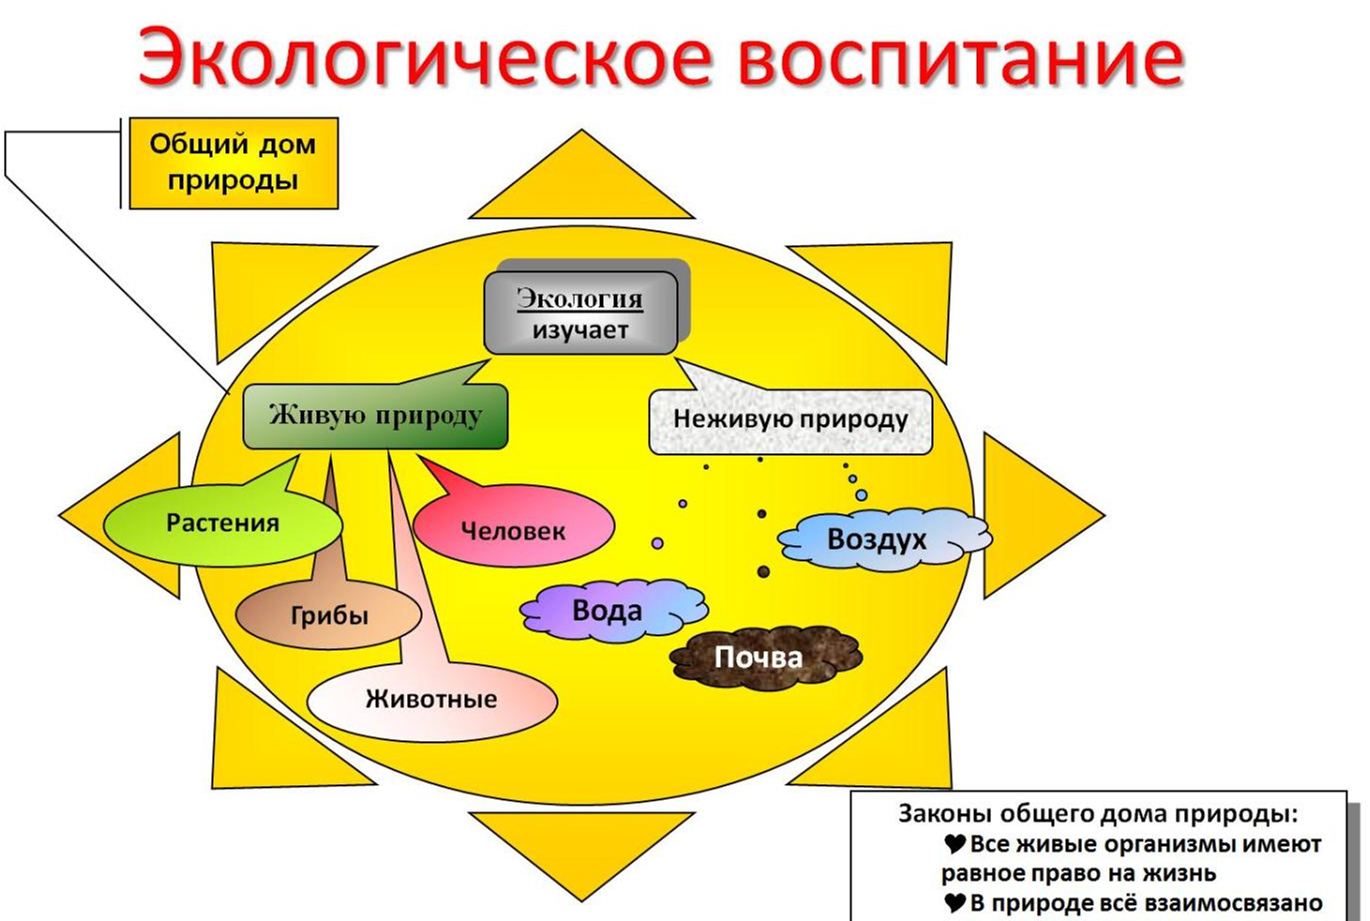 Экологическое воспитание
Общий дом
природы
Экология
изучает
Живую природу
Неживую природу
Растения
Человек
Воздух
Грибы
Вода
Почва
Животные
Законы общего дома природы:
Все живые организмы имеют
равное право на жизнь
В природе всё взаимосвязано